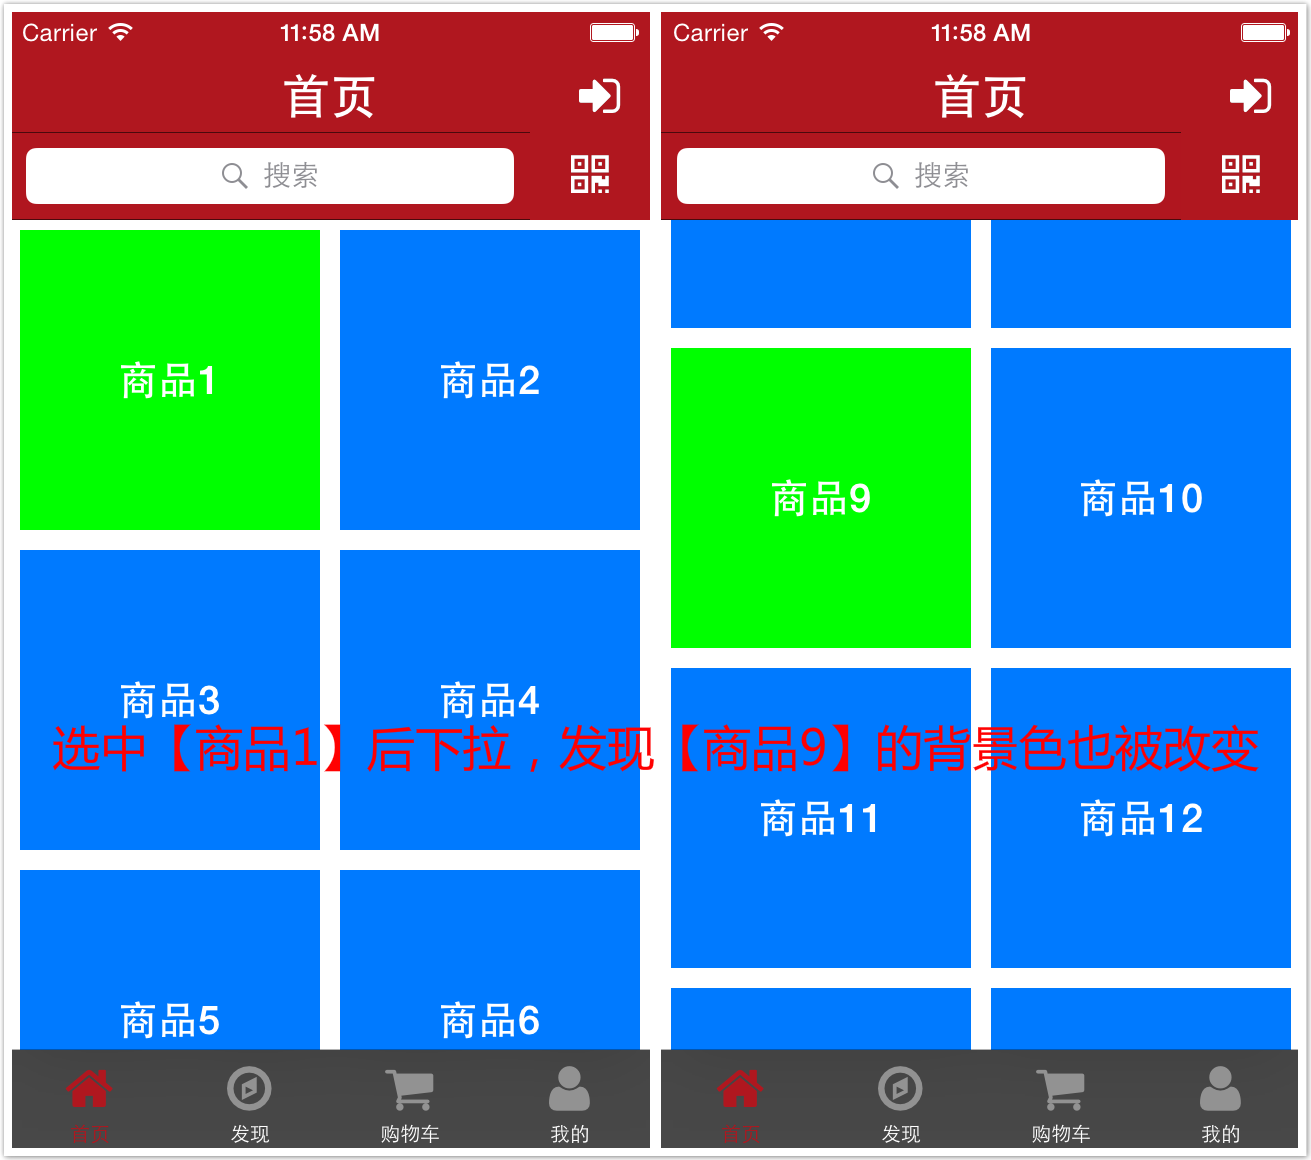 Carrier 11:58 AM
首页
搜索
商品1 商品2
商品3 商品4
商品5 商品6
首页 发现 购物车 我的
Carrier 11:58 AM
首页
搜索
商品9 商品10
商品11 商品12
首页 发现 购物车 我的
选中【商品1】后下拉，发现【商品9】的背景色也被改变